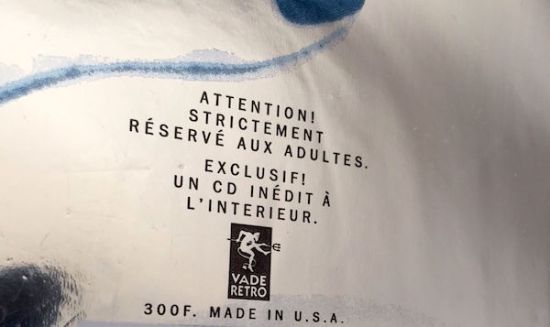 ATTENTION!
STRICTEMENT
RÉSERVÉ AUX ADULTES.
EXCLUSIF!
UN CD INÉDIT À
L'INTERIEUR.
VADE
RETRO
300F. MADE IN U.S.A.